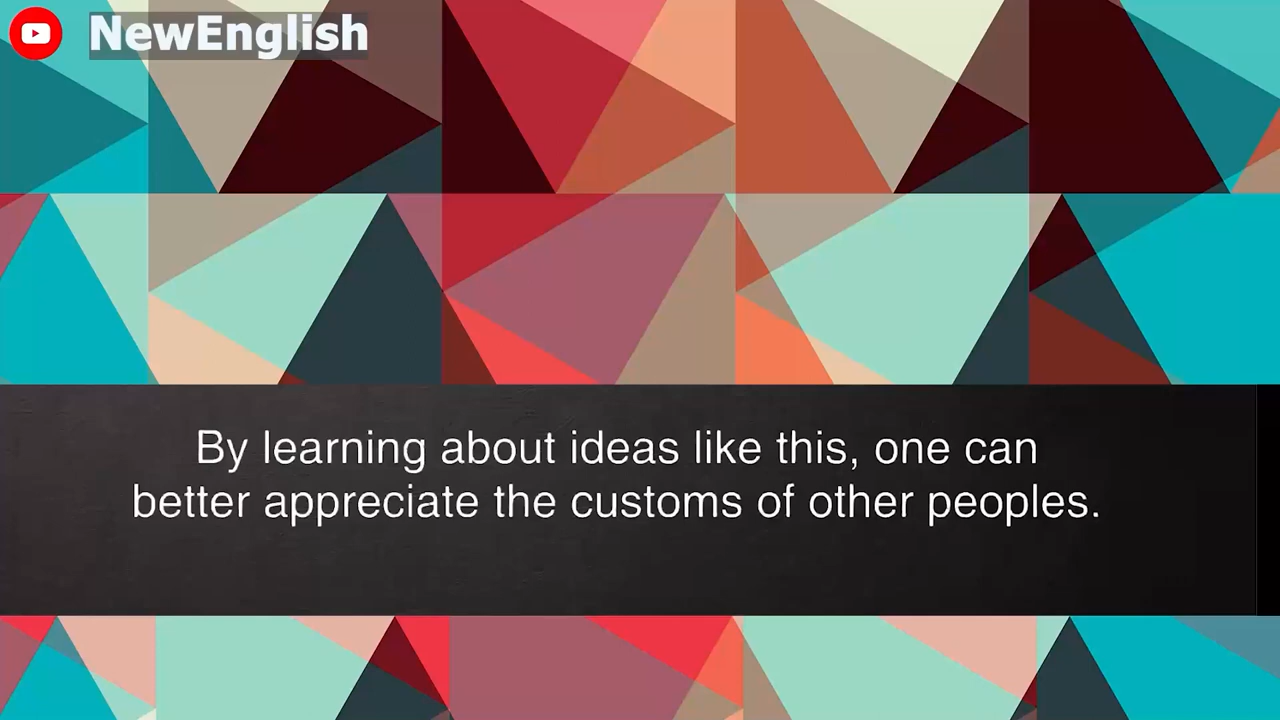 NewEnglish
By learning about ideas like this, one can
better appreciate the customs of other peoples.